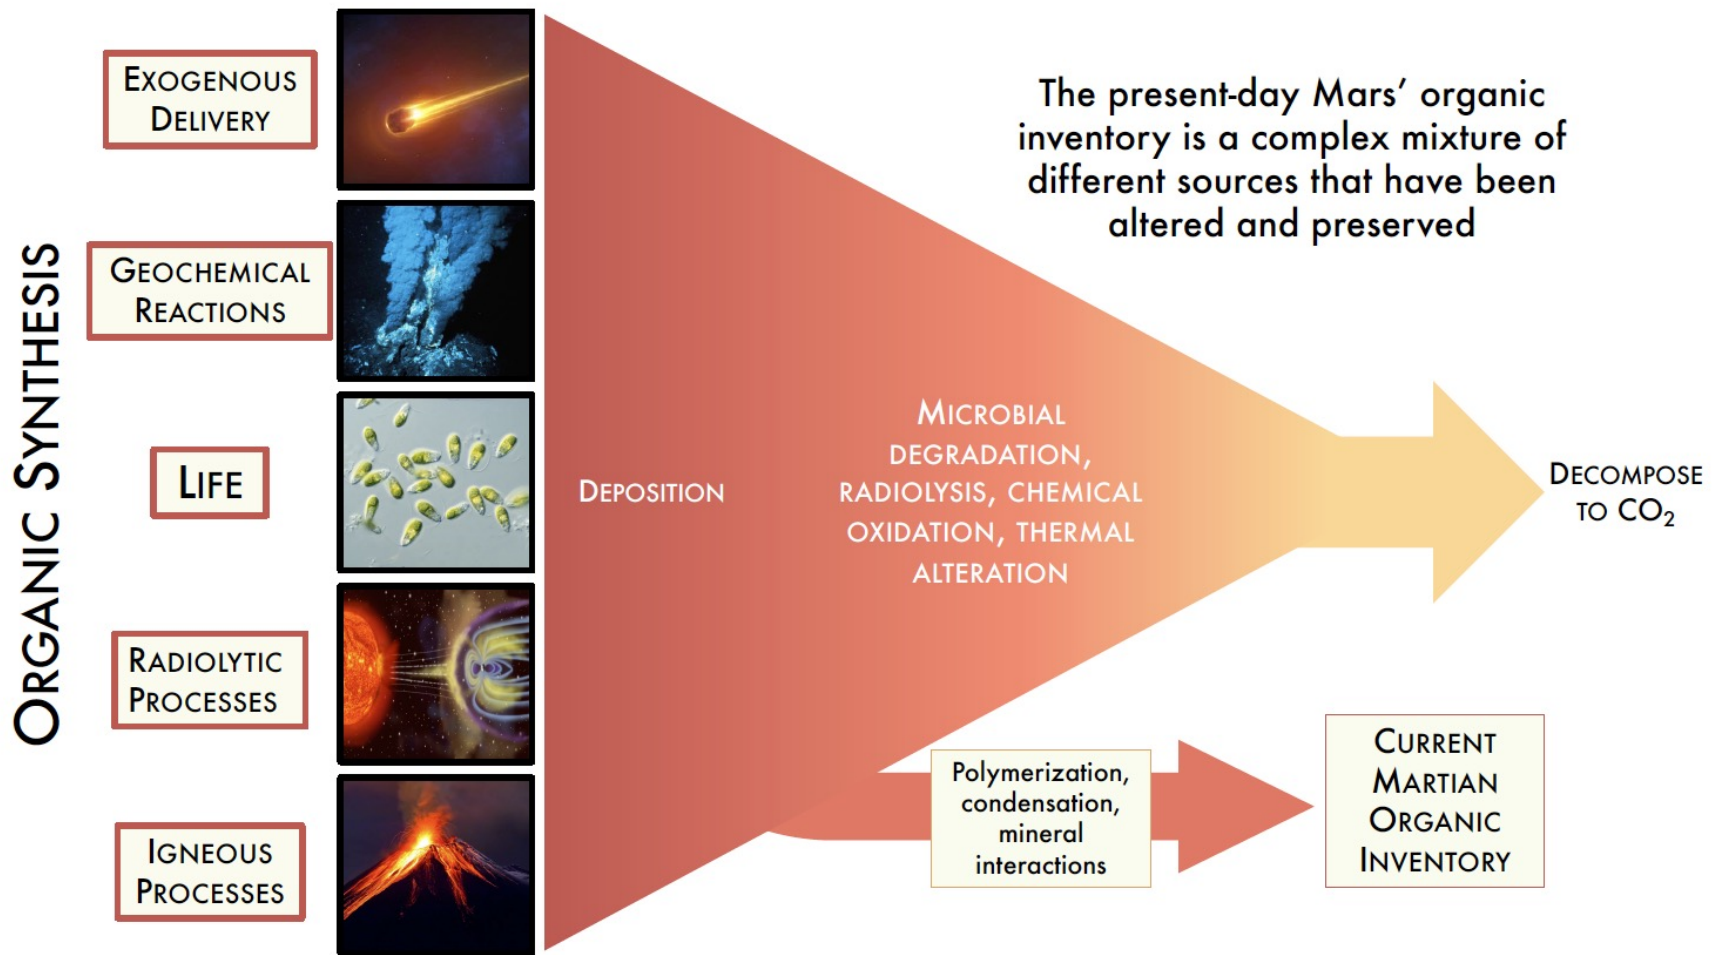 ORGANIC SYNTHESIS
EXOGENOUS
DELIVERY
GEOCHEMICAL
REACTIONS
LIFE
RADIOLYTIC
PROCESSES
IGNEOUS
PROCESSES
DEPOSITION
MICROBIAL
DEGRADATION,
RADIOLYSIS, CHEMICAL
OXIDATION, THERMAL
ALTERATION
The present-day Mars’ organic
inventory is a complex mixture of
different sources that have been
altered and preserved
DECOMPOSE
TO CO₂
Polymerization,
condensation,
mineral
interactions
CURRENT
MARTIAN
ORGANIC
INVENTORY